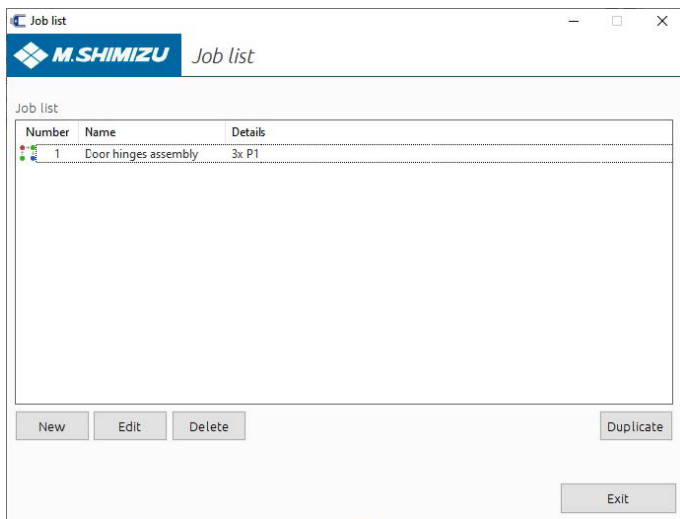 Job list
M.SHIMIZU Job list
Job list
Number Name Details
1 Door hinges assembly 3x P1
New Edit Delete Duplicate
Exit